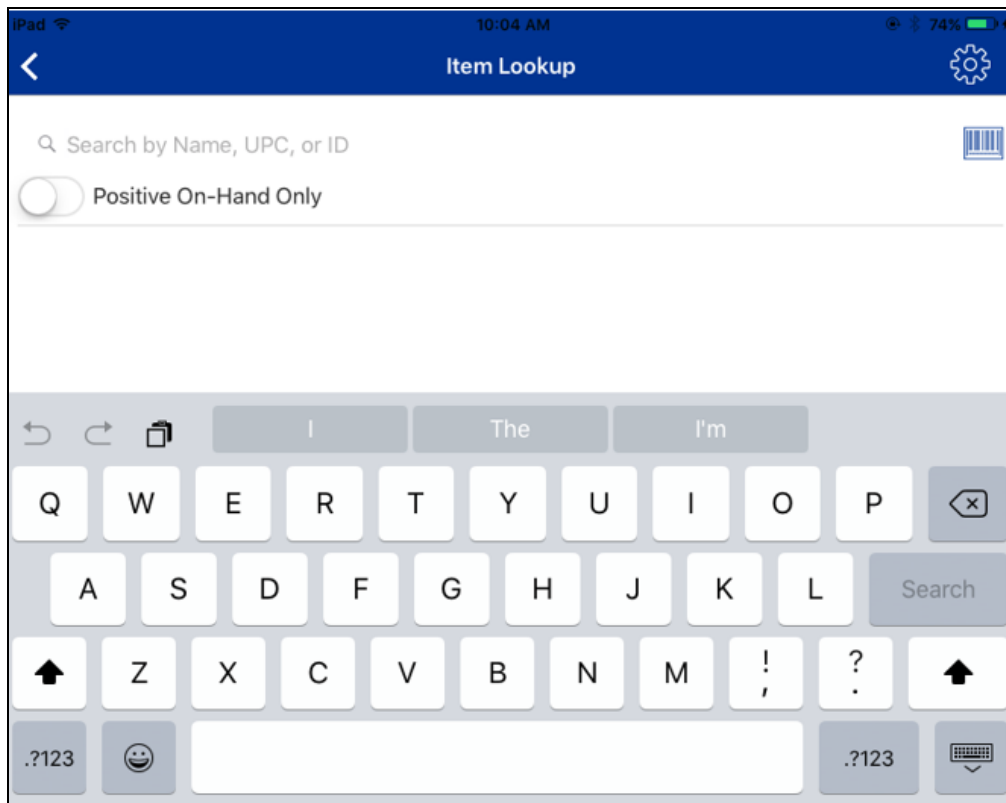 iPad 10:04 AM 74%
Item Lookup
Search by Name, UPC, or ID
Positive On-Hand Only
I The I'm
Q W E R T Y U I O P
A S D F G H J K L Search
Z X C V B N M ! , ? .
.?123 .?123